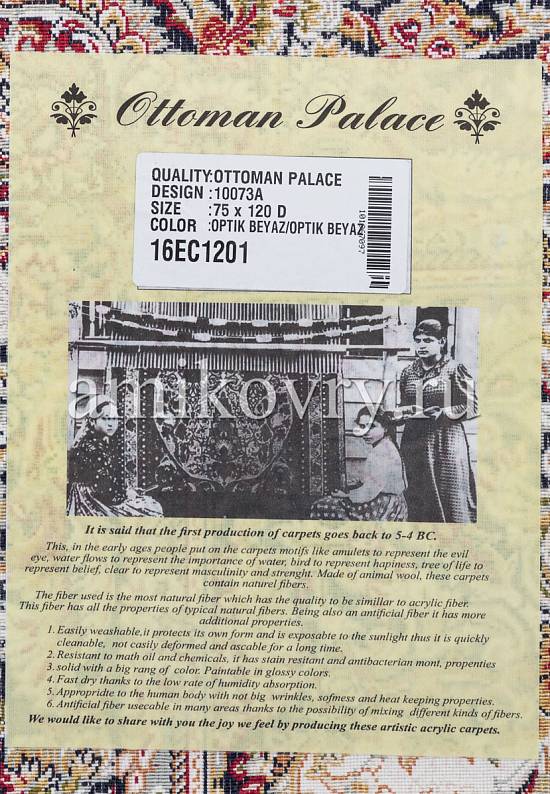 Ottoman Palace
QUALITY:OTTOMAN PALACE
DESIGN :10073A
SIZE :75 x 120 D
COLOR :OPTIK BEYAZ/OPTIK BEYAZ
16EC1201
amikovry.ru
It is said that the first production of carpets goes back to 5-4 BC.
This, in the early ages people put on the carpets motifs like amulets to represent the evil
eye, water flows to represent the importance of water, bird to represent hapiness, tree of life to
represent belief, clear to represent masculinity and strenght. Made of animal wool, these carpets
contain naturel fibers.
The fiber used is the most natural fiber which has the quality to be simillar to acrylic fiber.
This fiber has all the properties of typical natural fibers. Being also an antificial fiber it has more
additional properties.
1. Easily weashable,it protects its own form and is exposabte to the sunlight thus it is quickly
cleanable, not casily deformed and ascable for a long time.
2. Resistant to math oil and chemicals, it has stain resitant and antibacterian mont, propenties
3. solid with a big rang of color. Paintable in glossy colors.
4. Fast dry thanks to the low rate of humidity absorption.
5. Appropridte to the human body with not big wrinkles, sofmess and heat keeping properties.
6. Antificial fiber usecable in many areas thanks to the possibility of mixing different kinds of fibers.
We would like to share with you the joy we feel by producing these artistic acrylic carpets.